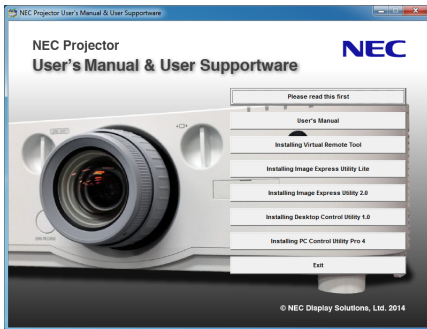 NEC Projector User's Manual & User Supportware
NEC Projector
NEC
User's Manual & User Supportware
Please read this first
User's Manual
Installing Virtual Remote Tool
Installing Image Express Utility Lite
Installing Image Express Utility 2.0
Installing Desktop Control Utility 1.0
Installing PC Control Utility Pro 4
Exit
© NEC Display Solutions, Ltd. 2014